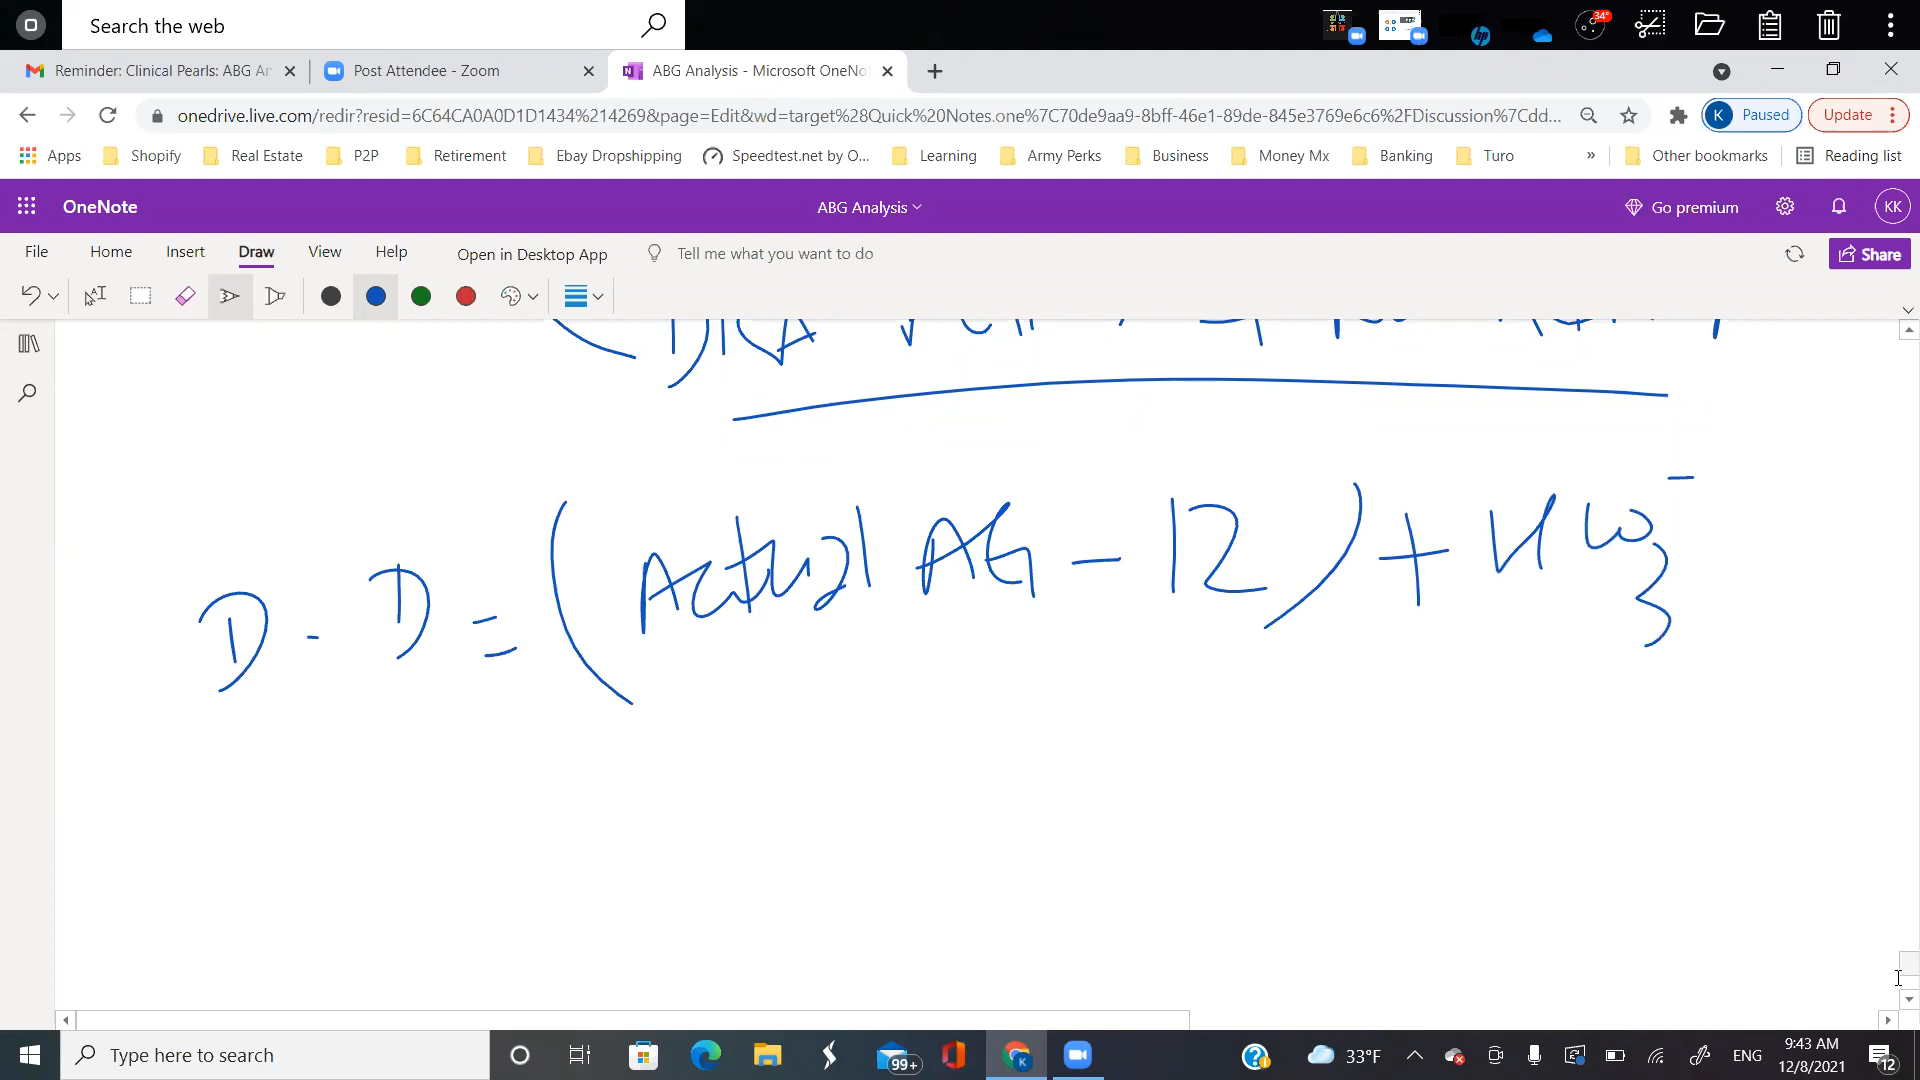 Search the web
34°
Reminder: Clinical Pearls: ABG Ar
Post Attendee - Zoom
ABG Analysis - Microsoft OneNo
onedrive.live.com/redir?resid=6C64CA0A0D1D1434%214269&page=Edit&wd=target%28Quick%20Notes.one%7C70de9aa9-8bff-46e1-89de-845e3769e6c6%2FDiscussion%7Cdd...
K Paused
Update
Apps Shopify Real Estate P2P Retirement Ebay Dropshipping Speedtest.net by O... Learning Army Perks Business Money Mx Banking Turo » Other bookmarks Reading list
OneNote
ABG Analysis
Go premium
KK
File Home Insert Draw View Help Open in Desktop App Tell me what you want to do
Share
D - D = (Actual AG - 12) + HCO3-
Type here to search
99+
33°F
ENG
9:43 AM
12/8/2021
12